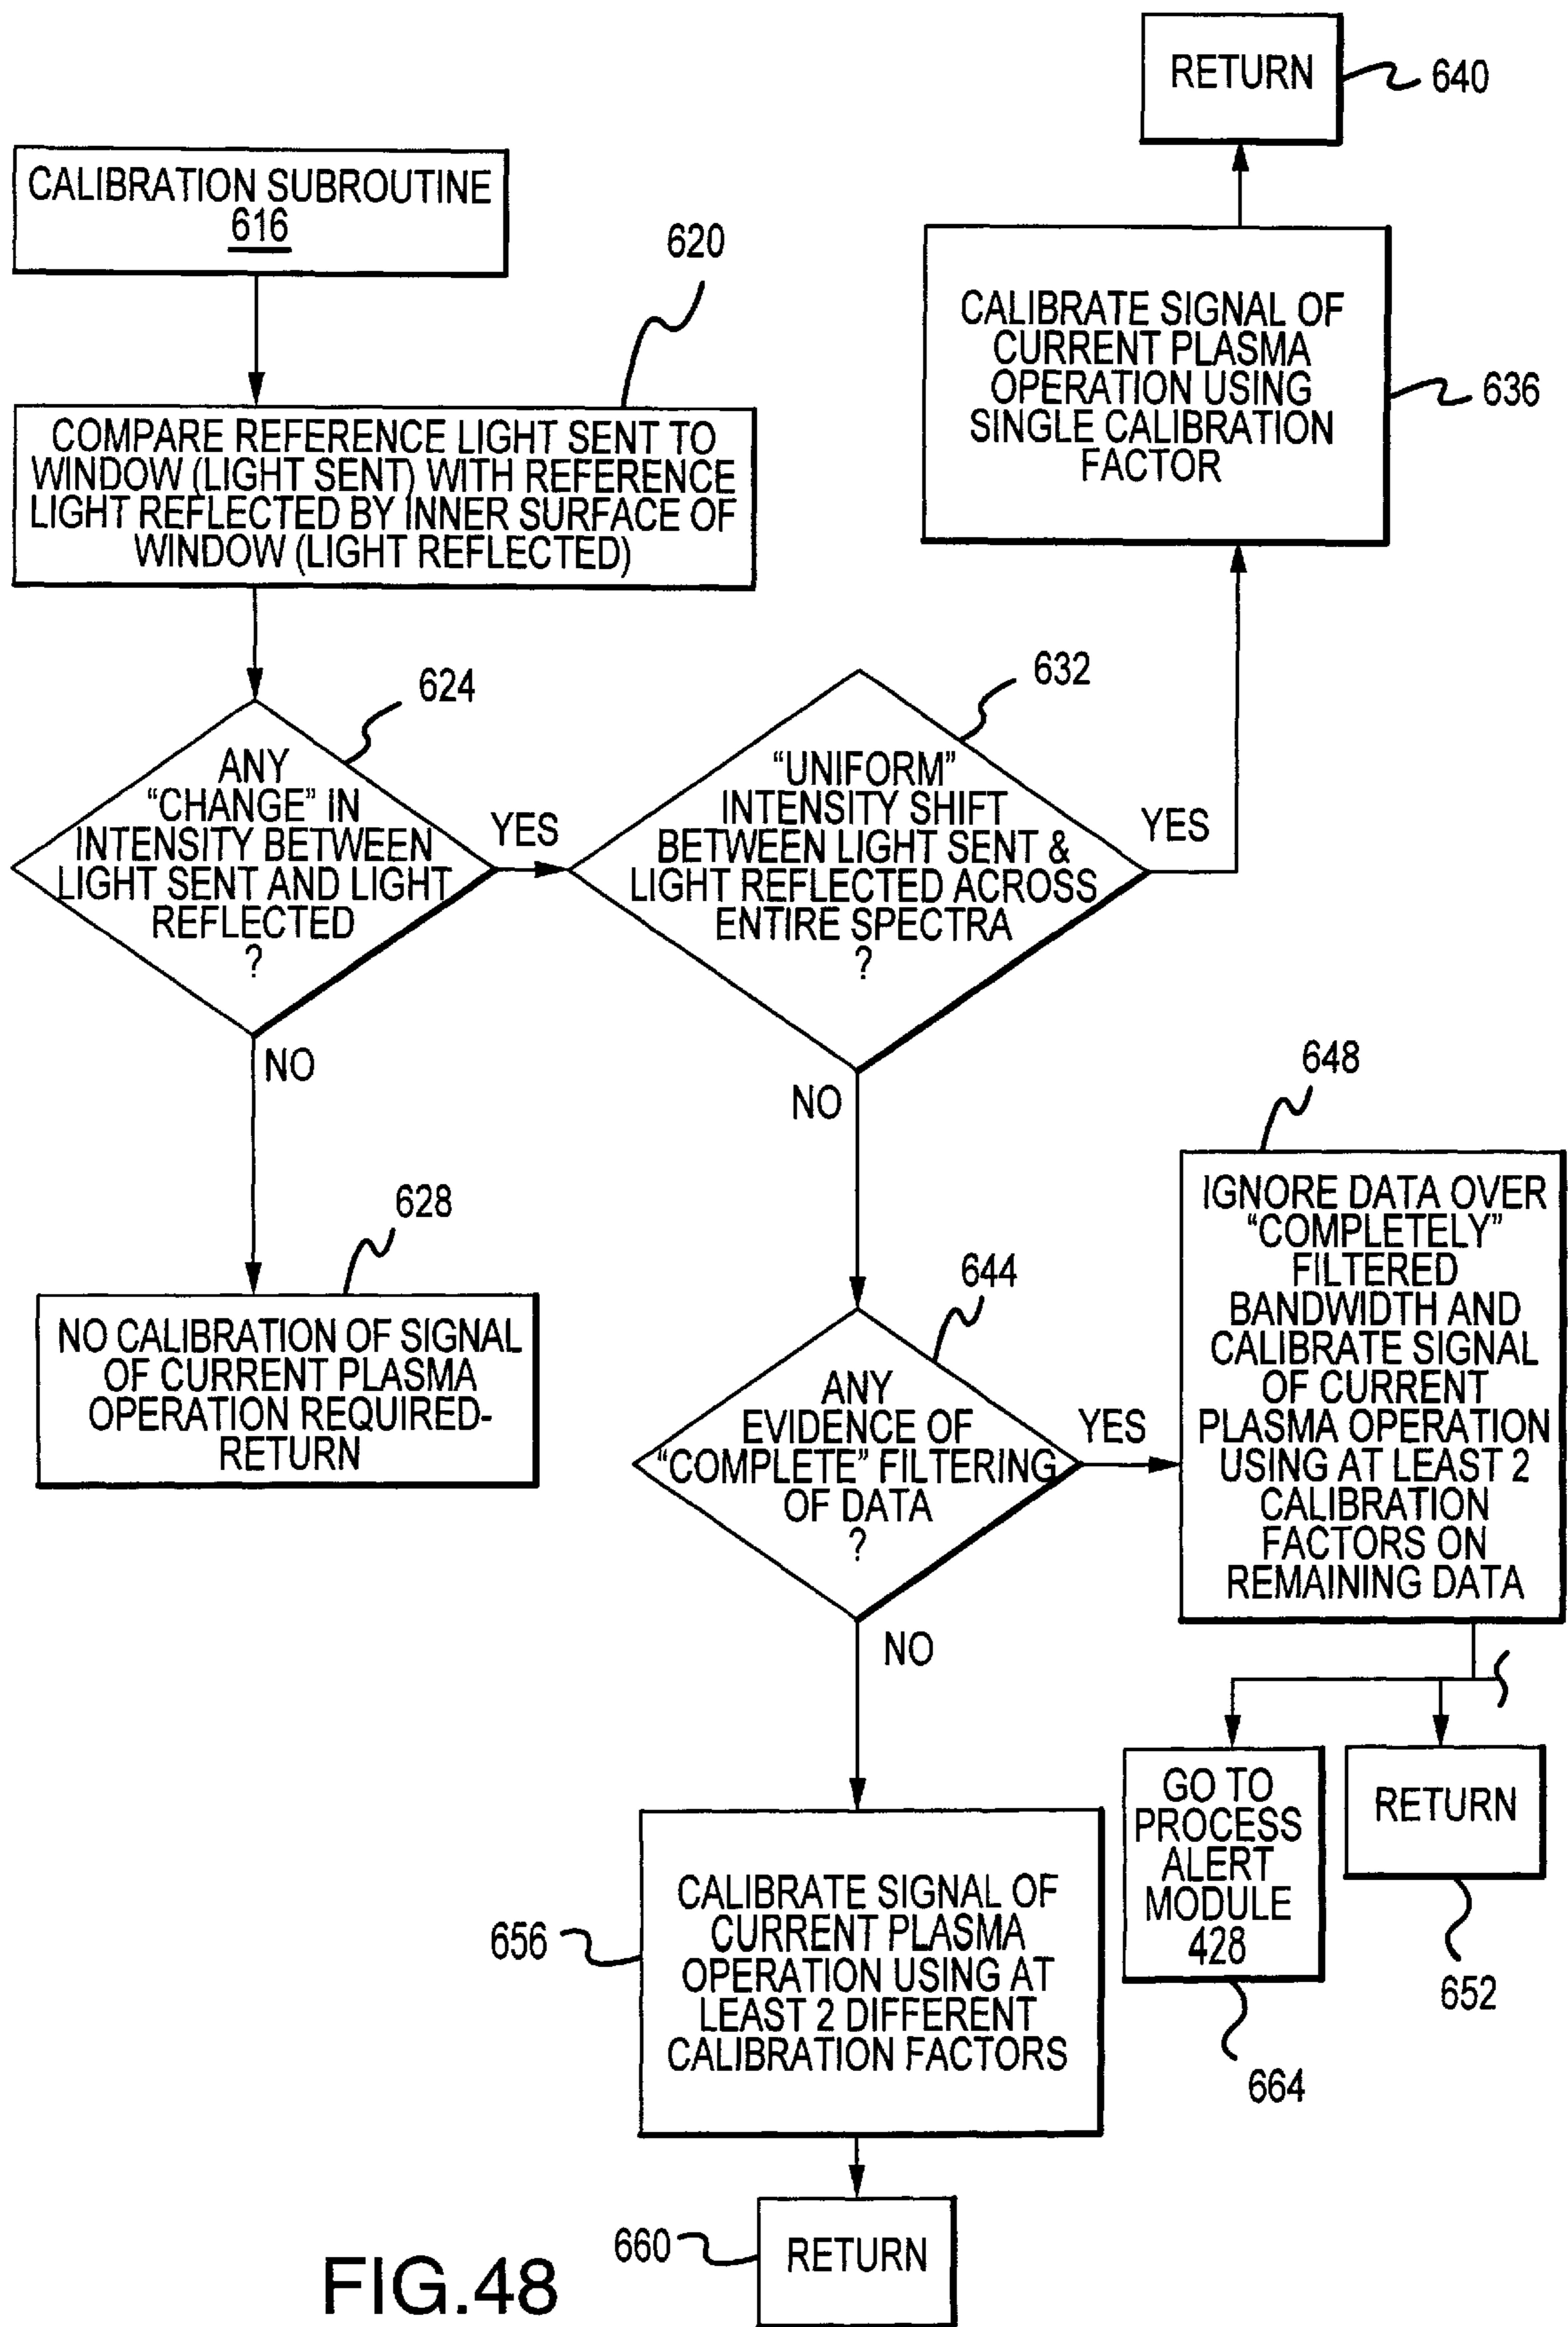 RETURN
640
CALIBRATION SUBROUTINE
616
620
CALIBRATE SIGNAL OF
CURRENT PLASMA
OPERATION USING
SINGLE CALIBRATION
FACTOR
636
COMPARE REFERENCE LIGHT SENT TO
WINDOW (LIGHT SENT) WITH REFERENCE
LIGHT REFLECTED BY INNER SURFACE OF
WINDOW (LIGHT REFLECTED)
624
ANY
“CHANGE” IN
INTENSITY BETWEEN
LIGHT SENT AND LIGHT
REFLECTED
?
YES
632
“UNIFORM”
INTENSITY SHIFT
BETWEEN LIGHT SENT &
LIGHT REFLECTED ACROSS
ENTIRE SPECTRA
?
YES
NO
NO
628
NO CALIBRATION OF SIGNAL
OF CURRENT PLASMA
OPERATION REQUIRED-
RETURN
644
ANY
EVIDENCE OF
“COMPLETE” FILTERING
OF DATA
?
YES
648
IGNORE DATA OVER
“COMPLETELY”
FILTERED
BANDWIDTH AND
CALIBRATE SIGNAL
OF CURRENT
PLASMA OPERATION
USING AT LEAST 2
CALIBRATION
FACTORS ON
REMAINING DATA
NO
GO TO
PROCESS
ALERT
MODULE
428
664
RETURN
652
656
CALIBRATE SIGNAL OF
CURRENT PLASMA
OPERATION USING AT
LEAST 2 DIFFERENT
CALIBRATION FACTORS
660
RETURN
FIG.48